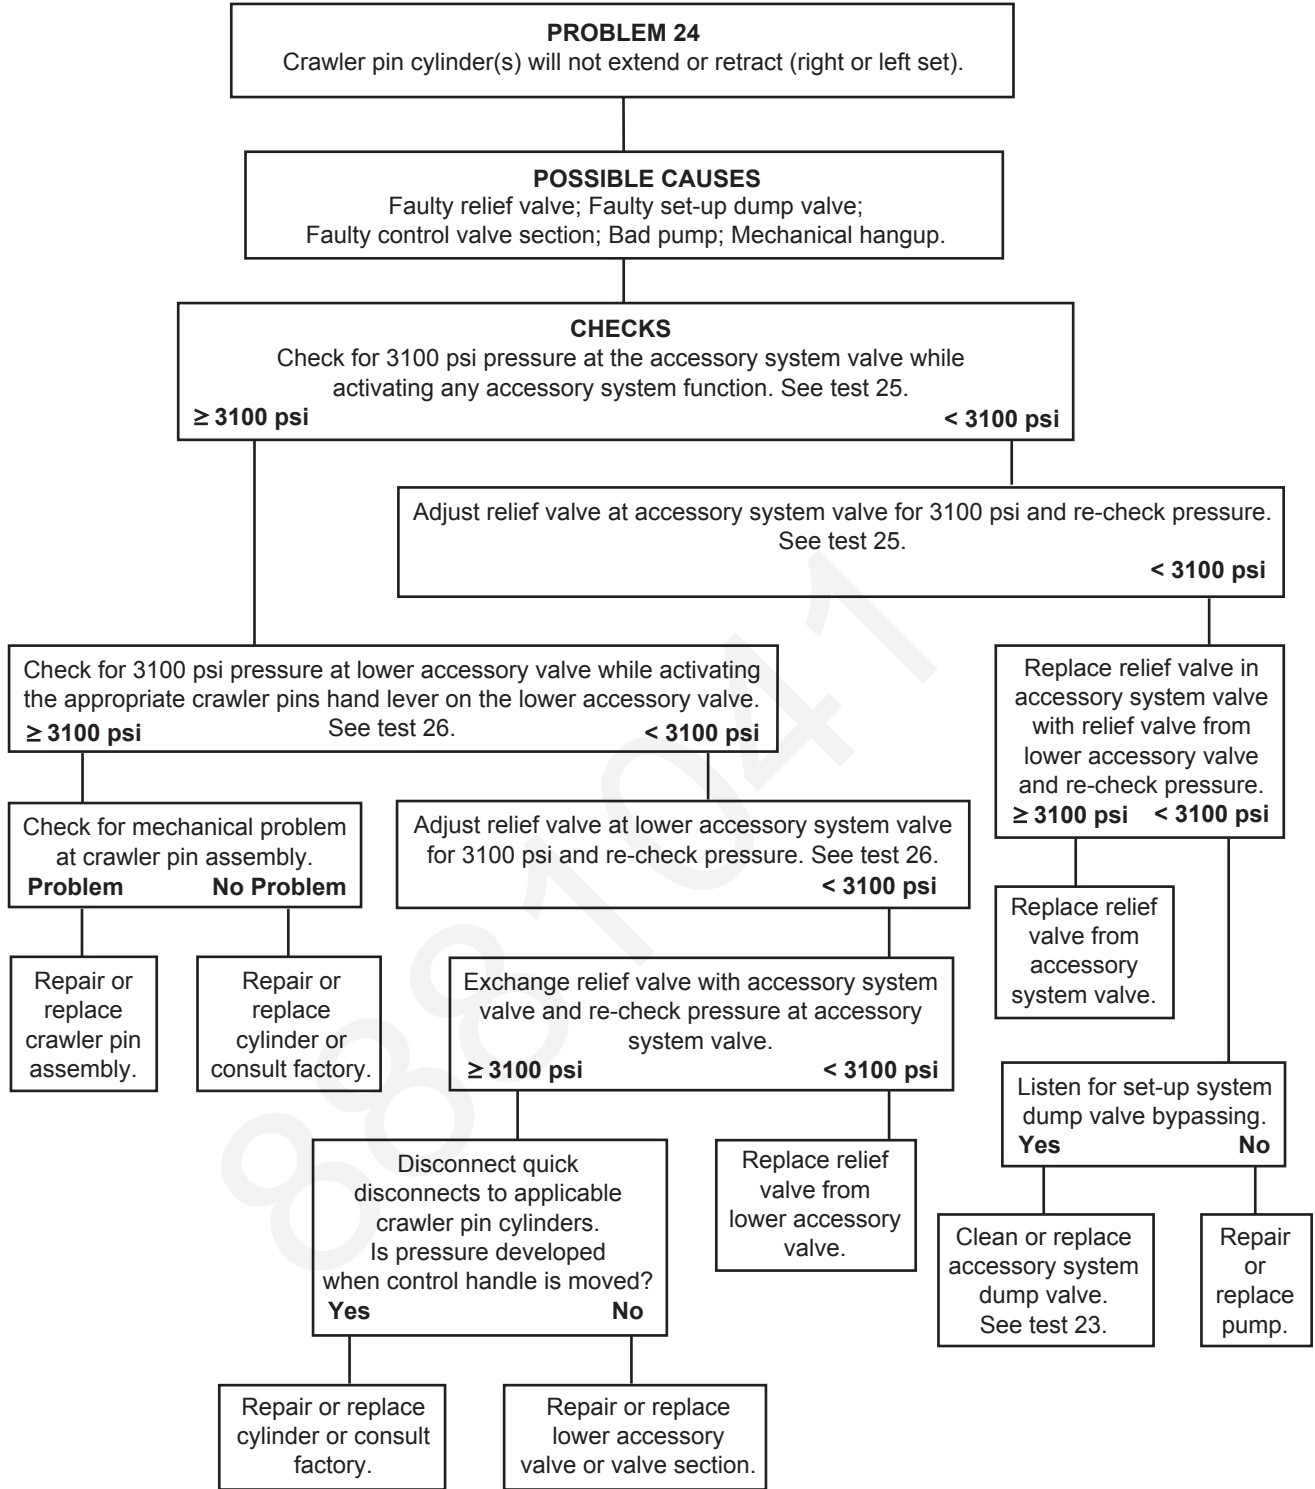 PROBLEM 24
Crawler pin cylinder(s) will not extend or retract (right or left set).
POSSIBLE CAUSES
Faulty relief valve; Faulty set-up dump valve;
Faulty control valve section; Bad pump; Mechanical hangup.
CHECKS
Check for 3100 psi pressure at the accessory system valve while
activating any accessory system function. See test 25.
≥ 3100 psi
< 3100 psi
Adjust relief valve at accessory system valve for 3100 psi and re-check pressure.
See test 25.
< 3100 psi
Check for 3100 psi pressure at lower accessory valve while activating
the appropriate crawler pins hand lever on the lower accessory valve.
See test 26.
≥ 3100 psi
< 3100 psi
Replace relief valve in
accessory system valve
with relief valve from
lower accessory valve
and re-check pressure.
≥ 3100 psi
< 3100 psi
Check for mechanical problem
at crawler pin assembly.
Problem
No Problem
Adjust relief valve at lower accessory system valve
for 3100 psi and re-check pressure. See test 26.
< 3100 psi
Replace relief
valve from
accessory
system valve.
Repair or
replace
crawler pin
assembly.
Repair or
replace
cylinder or
consult factory.
Exchange relief valve with accessory system
valve and re-check pressure at accessory
system valve.
≥ 3100 psi
< 3100 psi
Listen for set-up system
dump valve bypassing.
Yes
No
Disconnect quick
disconnects to applicable
crawler pin cylinders.
Is pressure developed
when control handle is moved?
Yes
No
Replace relief
valve from
lower accessory
valve.
Clean or replace
accessory system
dump valve.
See test 23.
Repair
or
replace
pump.
Repair or replace
cylinder or consult
factory.
Repair or replace
lower accessory
valve or valve section.
8881041